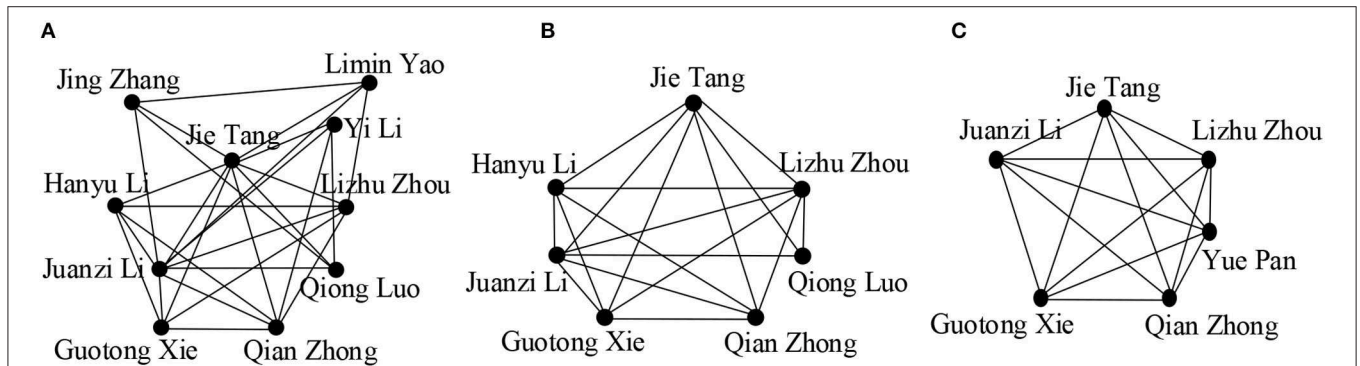 A
Jing Zhang
Limin Yao
Jie Tang
Yi Li
Hanyu Li
Lizhu Zhou
Juanzi Li
Qiong Luo
Guotong Xie
Qian Zhong
B
Jie Tang
Hanyu Li
Lizhu Zhou
Juanzi Li
Qiong Luo
Guotong Xie
Qian Zhong
C
Jie Tang
Juanzi Li
Lizhu Zhou
Yue Pan
Guotong Xie
Qian Zhong